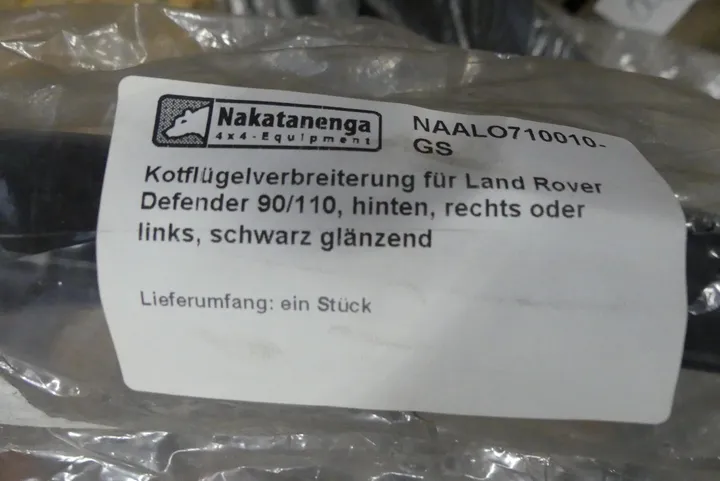 Nakatanenga
4x4-Equipment
NAALO710010-
GS
Kotflügelverbreiterung für Land Rover
Defender 90/110, hinten, rechts oder
links, schwarz glänzend
Lieferumfang: ein Stück